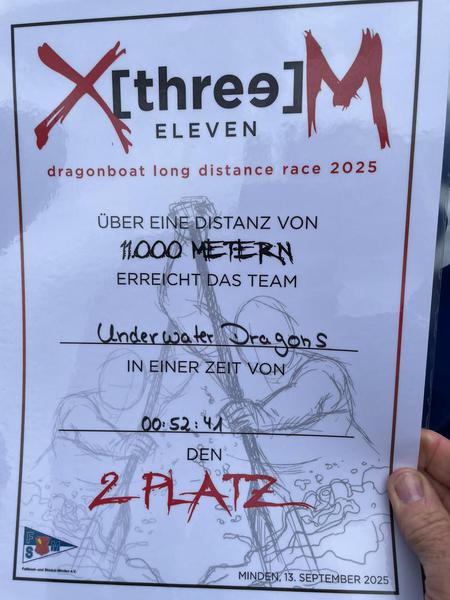 X[three]M
ELEVEN
dragonboat long distance race 2025
ÜBER EINE DISTANZ VON
11.000 METERN
ERREICHT DAS TEAM
Underwater Dragons
IN EINER ZEIT VON
00:52:41
DEN
2 PLATZ
F
S M
MINDEN, 13. SEPTEMBER 2025